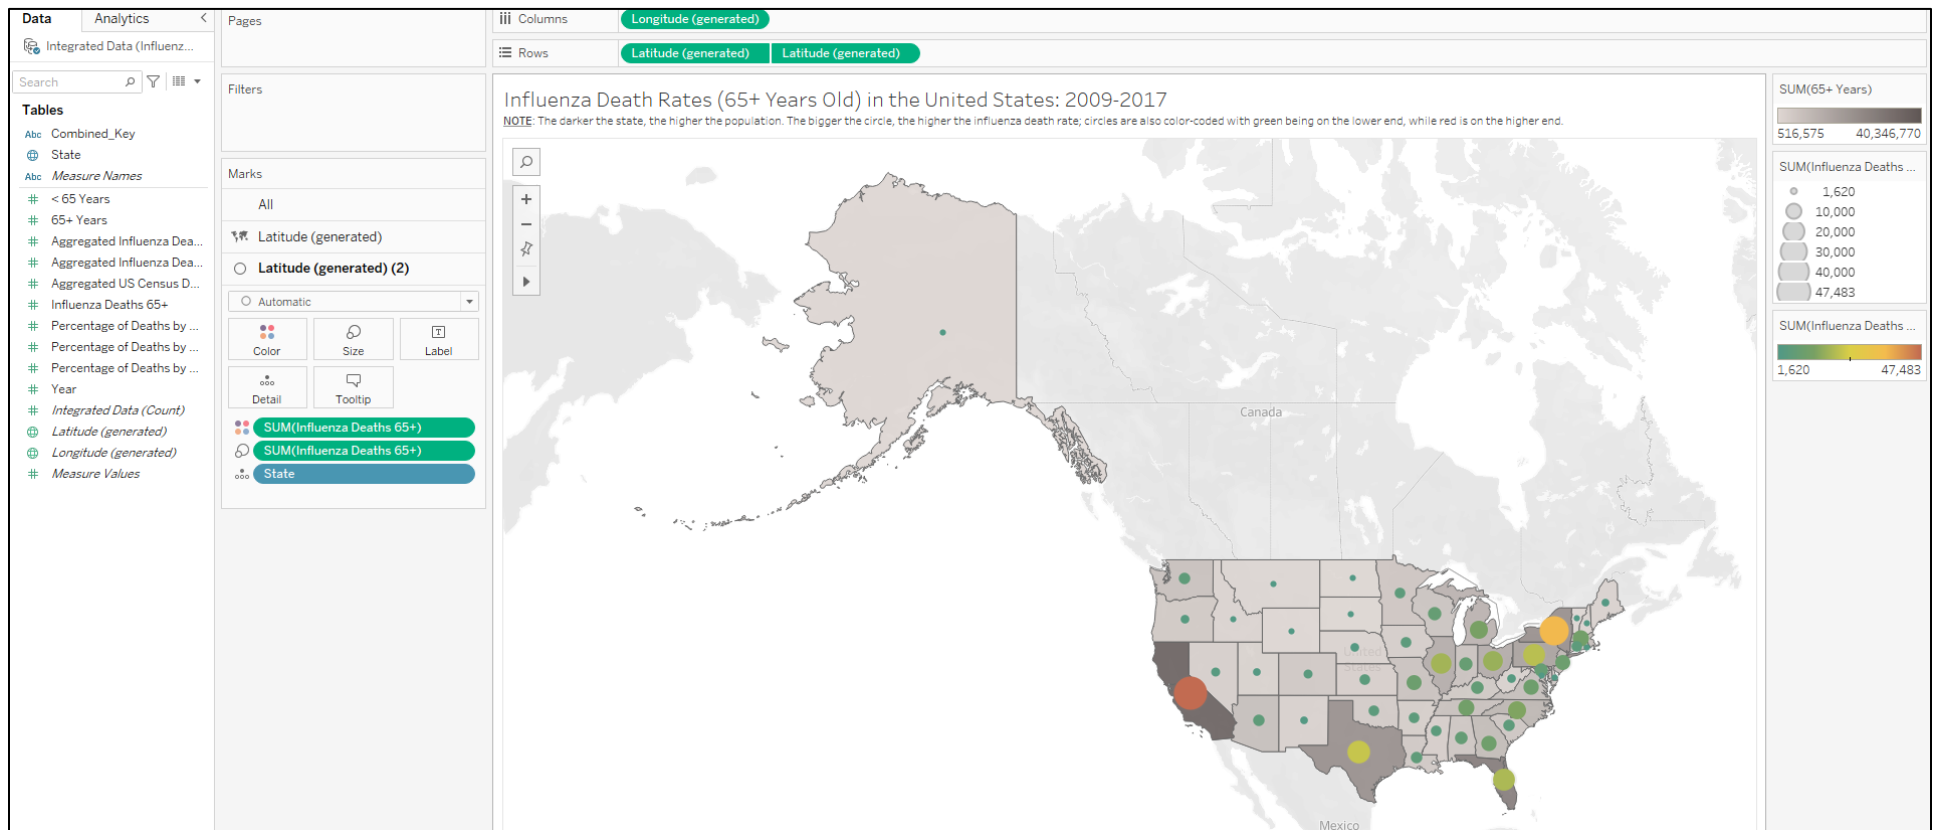 Data
Analytics
Integrated Data (Influenz...
Search
Tables
Abc Combined_Key
State
Abc Measure Names
# < 65 Years
# 65+ Years
# Aggregated Influenza Dea...
# Aggregated Influenza Dea...
# Aggregated US Census D...
# Influenza Deaths 65+
# Percentage of Deaths by ...
# Percentage of Deaths by ...
# Percentage of Deaths by ...
# Year
# Integrated Data (Count)
Latitude (generated)
Longitude (generated)
# Measure Values
Pages
Filters
Marks
All
Latitude (generated)
Latitude (generated) (2)
Automatic
Color Size Label
Detail Tooltip
SUM(Influenza Deaths 65+)
SUM(Influenza Deaths 65+)
State
Columns Longitude (generated)
Rows Latitude (generated) Latitude (generated)
Influenza Death Rates (65+ Years Old) in the United States: 2009-2017
NOTE: The darker the state, the higher the population. The bigger the circle, the higher the influenza death rate; circles are also color-coded with green being on the lower end, while red is on the higher end.
Canada
United
States
Mexico
SUM(65+ Years)
516,575 40,346,770
SUM(Influenza Deaths ...
1,620
10,000
20,000
30,000
40,000
47,483
SUM(Influenza Deaths ...
1,620 47,483